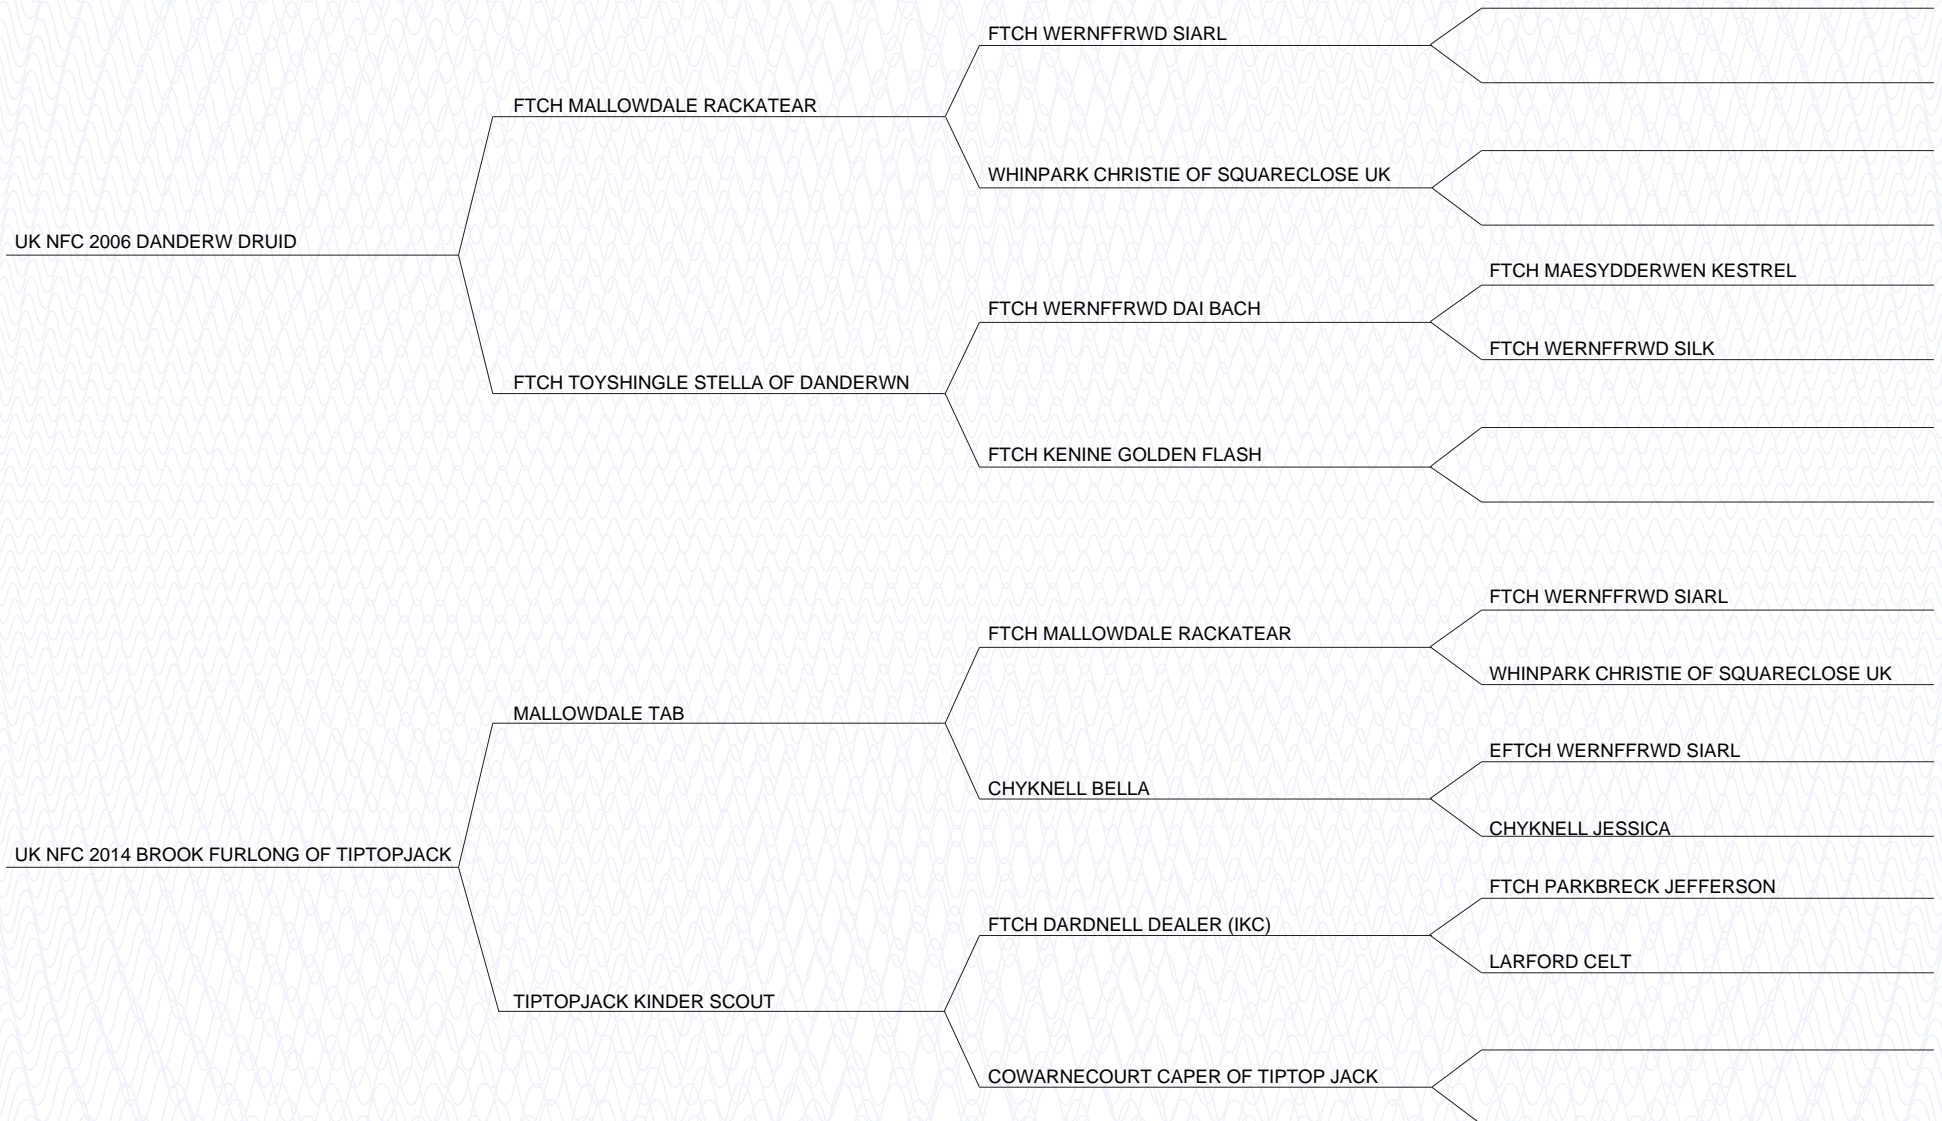 FTCH WERNFFRWD SIARL
FTCH MALLOWDALE RACKATEAR
WHINPARK CHRISTIE OF SQUARECLOSE UK
UK NFC 2006 DANDERW DRUID
FTCH MAESYDDERWEN KESTREL
FTCH WERNFFRWD DAI BACH
FTCH WERNFFRWD SILK
FTCH TOYSHINGLE STELLA OF DANDERWN
FTCH KENINE GOLDEN FLASH
FTCH WERNFFRWD SIARL
FTCH MALLOWDALE RACKATEAR
WHINPARK CHRISTIE OF SQUARECLOSE UK
MALLOWDALE TAB
EFTCH WERNFFRWD SIARL
CHYKNELL BELLA
CHYKNELL JESSICA
UK NFC 2014 BROOK FURLONG OF TIPTOPJACK
FTCH PARKBRECK JEFFERSON
FTCH DARDNELL DEALER (IKC)
LARFORD CELT
TIPTOPJACK KINDER SCOUT
COWARNECOURT CAPER OF TIPTOP JACK